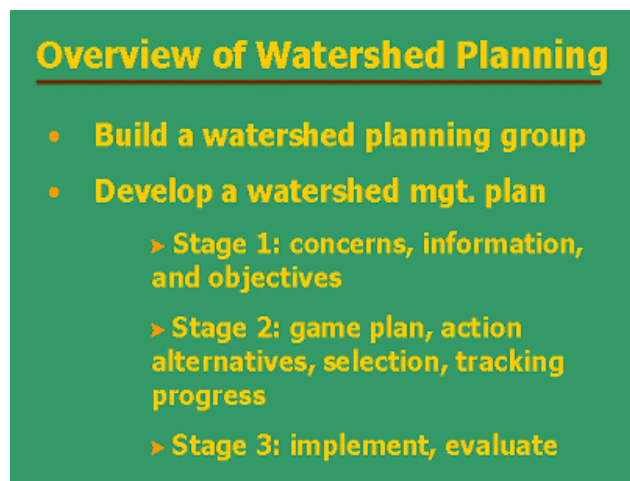 Overview of Watershed Planning
• Build a watershed planning group
• Develop a watershed mgt. plan
➤ Stage 1: concerns, information,
and objectives
➤ Stage 2: game plan, action
alternatives, selection, tracking
progress
➤ Stage 3: implement, evaluate